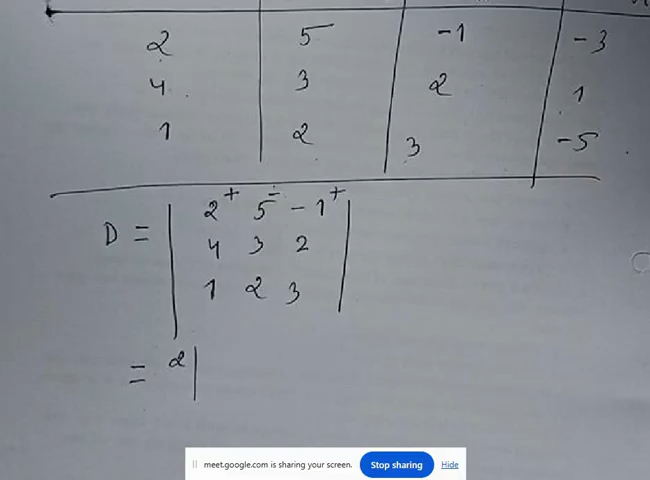 2 5 -1 -3
4 3 2 1
1 2 3 -5
D = | 2+ 5- -1+ |
4 3 2
1 2 3
= 2|
meet.google.com is sharing your screen. Stop sharing Hide